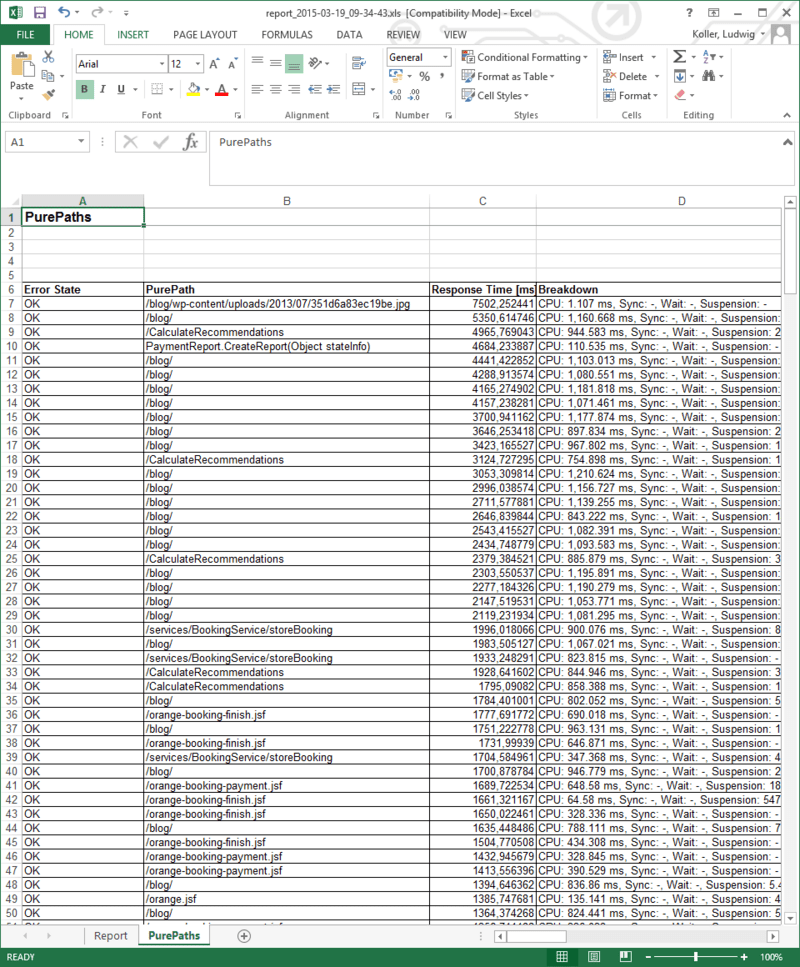 report_2015-03-19_09-34-43.xls [Compatibility Mode] - Excel
FILE HOME INSERT PAGE LAYOUT FORMULAS DATA REVIEW VIEW Koller, Ludwig
Paste
Clipboard
Arial 12
B I U
Font
Alignment
General
%
Number
Conditional Formatting
Format as Table
Cell Styles
Styles
Insert
Delete
Format
Cells
Editing
A1 fx PurePaths
A B C D
1 PurePaths
2
3
4
5
6 Error State PurePath Response Time [ms Breakdown
7 OK /blog/wp-content/uploads/2013/07/351d6a83ec19be.jpg 7502,252441 CPU: 1.107 ms, Sync: -, Wait: -, Suspension: -
8 OK /blog/ 5350,614746 CPU: 1,160.668 ms, Sync: -, Wait: -, Suspension:
9 OK /CalculateRecommendations 4965,769043 CPU: 944.583 ms, Sync: -, Wait: -, Suspension: 2
10 OK PaymentReport.CreateReport(Object stateInfo) 4684,233887 CPU: 110.535 ms, Sync: -, Wait: -, Suspension: -
11 OK /blog/ 4441,422852 CPU: 1,103.013 ms, Sync: -, Wait: -, Suspension:
12 OK /blog/ 4288,913574 CPU: 1,080.551 ms, Sync: -, Wait: -, Suspension:
13 OK /blog/ 4165,274902 CPU: 1,181.818 ms, Sync: -, Wait: -, Suspension:
14 OK /blog/ 4157,238281 CPU: 1,071.461 ms, Sync: -, Wait: -, Suspension:
15 OK /blog/ 3700,941162 CPU: 1,177.874 ms, Sync: -, Wait: -, Suspension:
16 OK /blog/ 3646,253418 CPU: 897.834 ms, Sync: -, Wait: -, Suspension: 2
17 OK /blog/ 3423,165527 CPU: 967.802 ms, Sync: -, Wait: -, Suspension: 1
18 OK /CalculateRecommendations 3124,727295 CPU: 754.898 ms, Sync: -, Wait: -, Suspension: 1
19 OK /blog/ 3053,309814 CPU: 1,210.624 ms, Sync: -, Wait: -, Suspension:
20 OK /blog/ 2996,038574 CPU: 1,156.727 ms, Sync: -, Wait: -, Suspension:
21 OK /blog/ 2711,577881 CPU: 1,139.255 ms, Sync: -, Wait: -, Suspension:
22 OK /blog/ 2646,839844 CPU: 843.222 ms, Sync: -, Wait: -, Suspension: 1
23 OK /blog/ 2543,415527 CPU: 1,082.391 ms, Sync: -, Wait: -, Suspension:
24 OK /blog/ 2434,748779 CPU: 1,093.583 ms, Sync: -, Wait: -, Suspension:
25 OK /CalculateRecommendations 2379,384521 CPU: 885.879 ms, Sync: -, Wait: -, Suspension: 3
26 OK /blog/ 2303,550537 CPU: 1,195.891 ms, Sync: -, Wait: -, Suspension:
27 OK /blog/ 2277,184326 CPU: 1,190.279 ms, Sync: -, Wait: -, Suspension:
28 OK /blog/ 2147,519531 CPU: 1,053.771 ms, Sync: -, Wait: -, Suspension:
29 OK /blog/ 2119,231934 CPU: 1,081.295 ms, Sync: -, Wait: -, Suspension:
30 OK /services/BookingService/storeBooking 1996,018066 CPU: 900.076 ms, Sync: -, Wait: -, Suspension: 8
31 OK /blog/ 1983,505127 CPU: 1,067.021 ms, Sync: -, Wait: -, Suspension:
32 OK /services/BookingService/storeBooking 1933,248291 CPU: 823.815 ms, Sync: -, Wait: -, Suspension: -
33 OK /CalculateRecommendations 1928,641602 CPU: 844.946 ms, Sync: -, Wait: -, Suspension: 3
34 OK /CalculateRecommendations 1795,09082 CPU: 858.388 ms, Sync: -, Wait: -, Suspension: 1
35 OK /blog/ 1784,401001 CPU: 802.052 ms, Sync: -, Wait: -, Suspension: 5
36 OK /orange-booking-finish.jsf 1777,691772 CPU: 690.018 ms, Sync: -, Wait: -, Suspension: -
37 OK /blog/ 1751,222778 CPU: 963.131 ms, Sync: -, Wait: -, Suspension: 1
38 OK /orange-booking-finish.jsf 1731,99939 CPU: 646.871 ms, Sync: -, Wait: -, Suspension: -
39 OK /services/BookingService/storeBooking 1704,584961 CPU: 347.368 ms, Sync: -, Wait: -, Suspension: 4
40 OK /blog/ 1700,878784 CPU: 946.779 ms, Sync: -, Wait: -, Suspension: 2
41 OK /orange-booking-payment.jsf 1689,722534 CPU: 648.58 ms, Sync: -, Wait: -, Suspension: 18
42 OK /orange-booking-finish.jsf 1661,321167 CPU: 64.58 ms, Sync: -, Wait: -, Suspension: 547
43 OK /orange-booking-finish.jsf 1650,022461 CPU: 328.336 ms, Sync: -, Wait: -, Suspension: -
44 OK /blog/ 1635,448486 CPU: 788.111 ms, Sync: -, Wait: -, Suspension: 7
45 OK /orange-booking-finish.jsf 1504,770508 CPU: 434.308 ms, Sync: -, Wait: -, Suspension: -
46 OK /orange-booking-payment.jsf 1432,945679 CPU: 328.845 ms, Sync: -, Wait: -, Suspension: -
47 OK /orange-booking-payment.jsf 1413,556396 CPU: 390.529 ms, Sync: -, Wait: -, Suspension: -
48 OK /blog/ 1394,646362 CPU: 836.86 ms, Sync: -, Wait: -, Suspension: 5.4
49 OK /orange.jsf 1385,747681 CPU: 135.141 ms, Sync: -, Wait: -, Suspension: 4
50 OK /blog/ 1364,374268 CPU: 824.441 ms, Sync: -, Wait: -, Suspension: 5
Report PurePaths
READY 100%